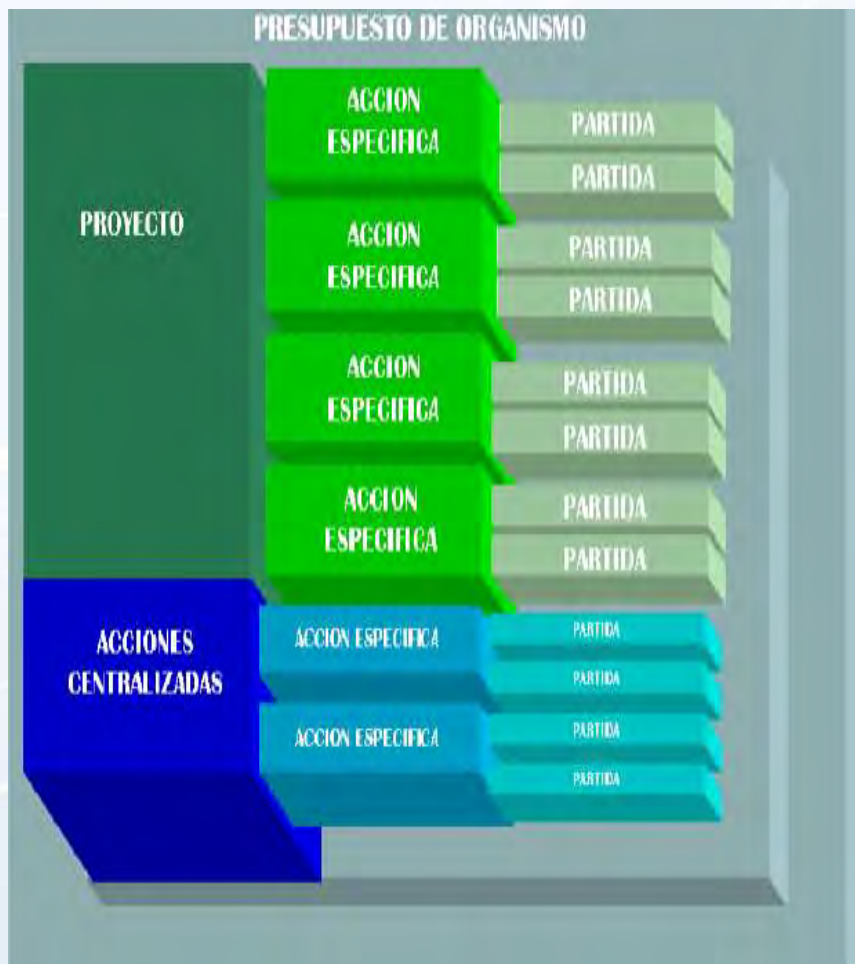 PRESUPUESTO DE ORGANISMO
PROYECTO
ACCION
ESPECIFICA
PARTIDA
PARTIDA
ACCION
ESPECIFICA
PARTIDA
PARTIDA
ACCION
ESPECIFICA
PARTIDA
PARTIDA
ACCION
ESPECIFICA
PARTIDA
PARTIDA
ACCIONES
CENTRALIZADAS
ACCION ESPECIFICA
PARTIDA
PARTIDA
ACCION ESPECIFICA
PARTIDA
PARTIDA